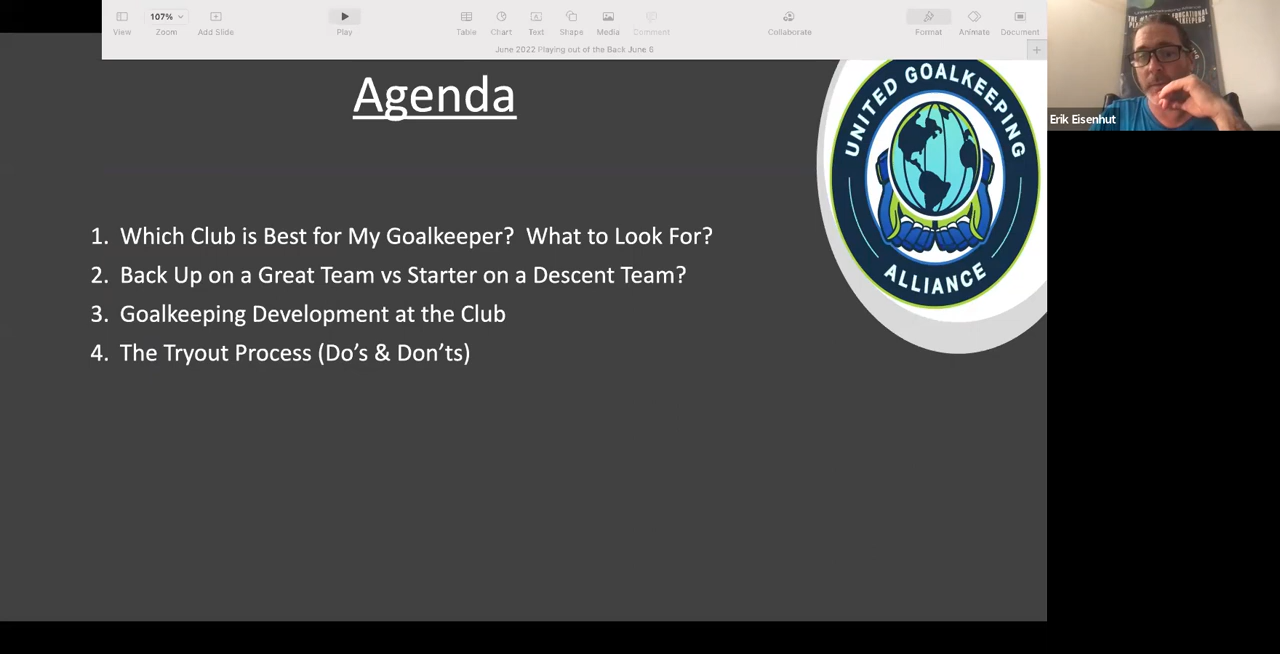 107%
View
Zoom
Add Slide
Play
Table
Chart
Text
Shape
Media
Comment
Collaborate
Format
Animate
Document
June 2022 Playing out of the Back June 6
Agenda
1. Which Club is Best for My Goalkeeper?  What to Look For?
2. Back Up on a Great Team vs Starter on a Descent Team?
3. Goalkeeping Development at the Club
4. The Tryout Process (Do’s & Don’ts)
UNITED GOALKEEPING
ALLIANCE
Erik Eisenhut